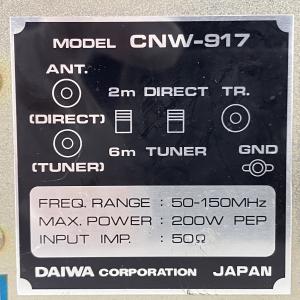 MODEL CNW-917
ANT.
2m DIRECT TR.
(DIRECT)
6m TUNER GND
(TUNER)
FREQ. RANGE : 50-150MHz
MAX. POWER : 200W PEP
INPUT IMP. : 50Ω
DAIWA CORPORATION JAPAN